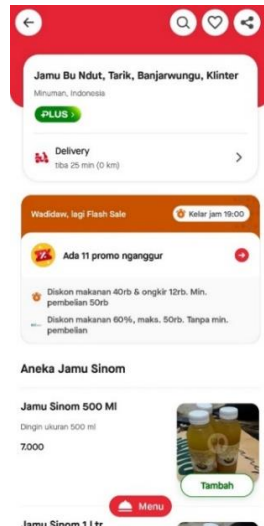 Jamu Bu Ndut, Tarik, Banjarwungu, Klinter
Minuman, Indonesia
PLUS
Delivery
tiba 25 min (0 km)
Wadidaw, lagi Flash Sale
Kelar jam 19:00
Ada 11 promo nganggur
Diskon makanan 40rb & ongkir 12rb. Min.
pembelian 50rb
Diskon makanan 60%, maks. 50rb. Tanpa min.
pembelian
Aneka Jamu Sinom
Jamu Sinom 500 Ml
Dingin ukuran 500 ml
7.000
Tambah
Menu
Jamu Sinom 1 Ltr